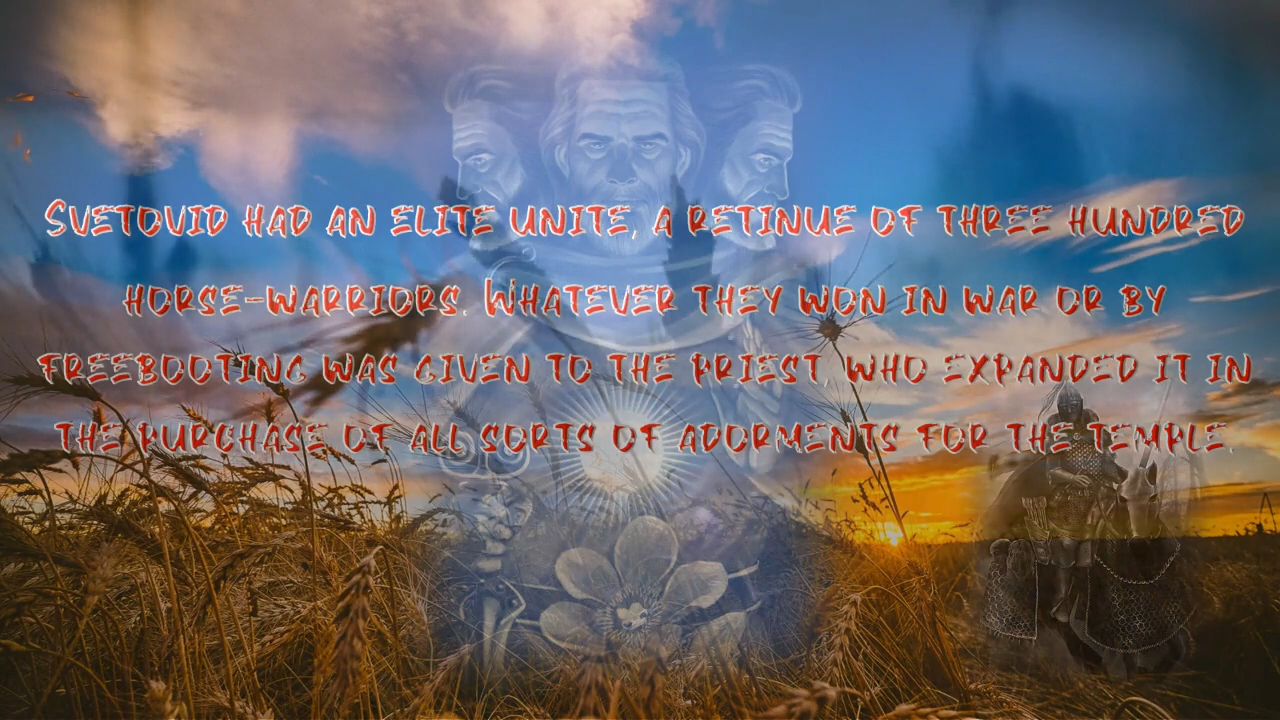 Svetovid had an elite unite, a retinue of three hundred
horse-warriors. Whatever they won in war or by
freebooting was given to the priest, who expanded it in
the purchase of all sorts of adorments for the temple.